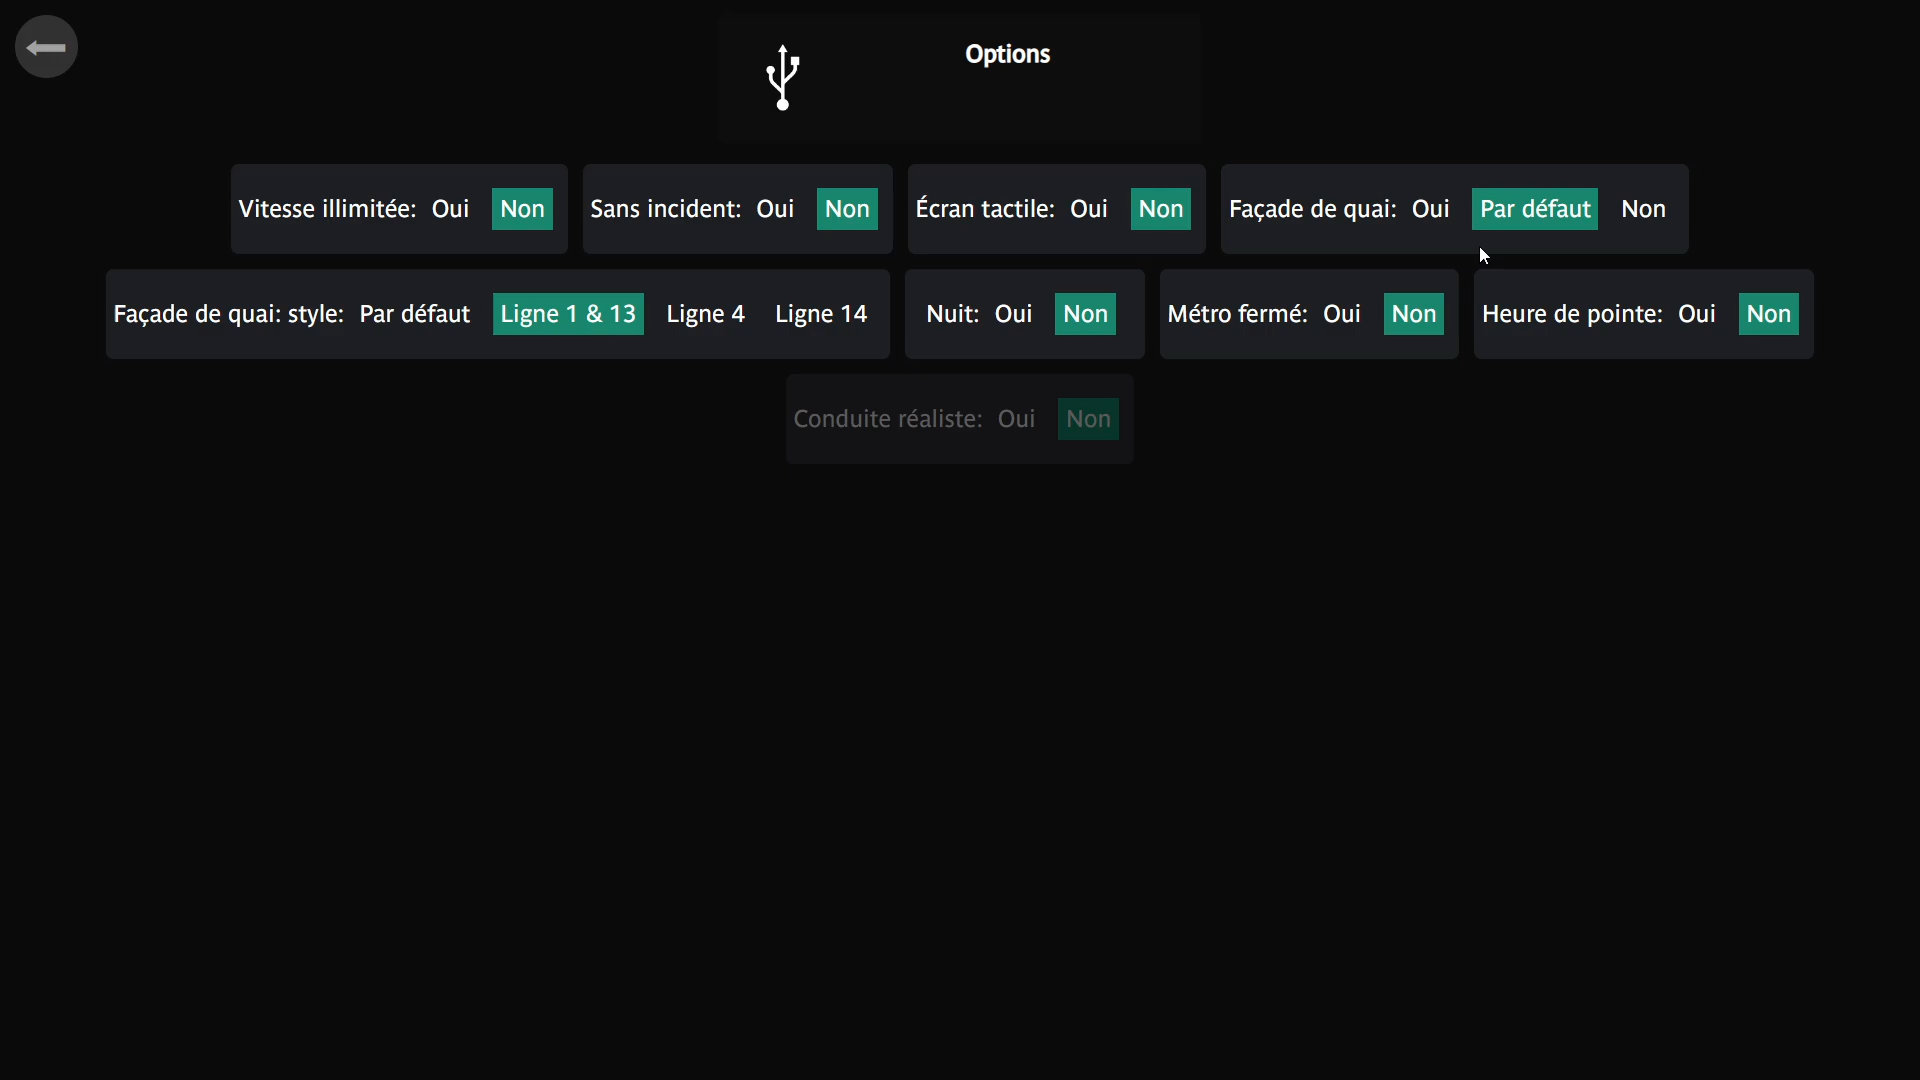 Options
Vitesse illimitée: Oui Non Sans incident: Oui Non Écran tactile: Oui Non Façade de quai: Oui Par défaut Non
Façade de quai: style: Par défaut Ligne 1 & 13 Ligne 4 Ligne 14 Nuit: Oui Non Métro fermé: Oui Non Heure de pointe: Oui Non
Conduite réaliste: Oui Non